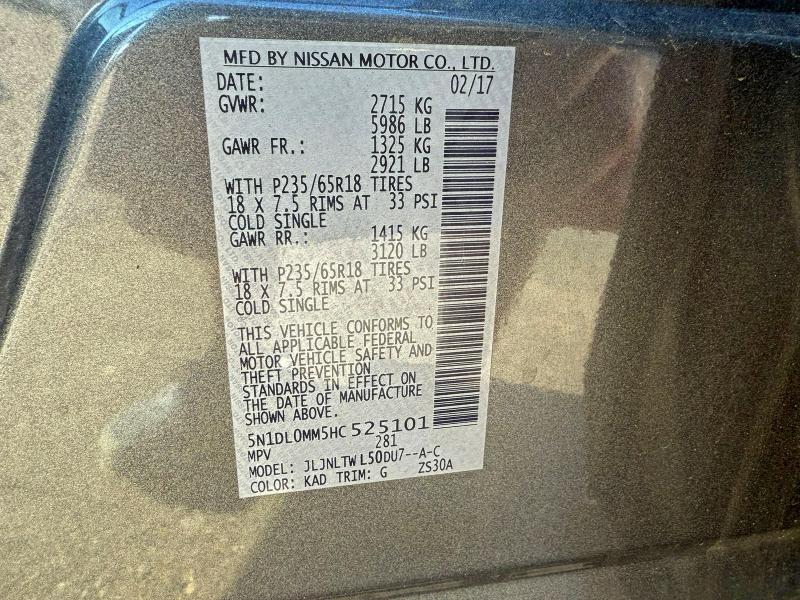 MFD BY NISSAN MOTOR CO., LTD.
DATE: 02/17
GVWR: 2715 KG
5986 LB
GAWR FR.: 1325 KG
2921 LB
WITH P235/65R18 TIRES
18 X 7.5 RIMS AT 33 PSI
COLD SINGLE
GAWR RR.: 1415 KG
3120 LB
WITH P235/65R18 TIRES
18 X 7.5 RIMS AT 33 PSI
COLD SINGLE
THIS VEHICLE CONFORMS TO
ALL APPLICABLE FEDERAL
MOTOR VEHICLE SAFETY AND
THEFT PREVENTION
STANDARDS IN EFFECT ON
THE DATE OF MANUFACTURE
SHOWN ABOVE.
5N1DL0MM5HC 525101
MPV 281
MODEL: JLJNLTW L50DU7--A-C
COLOR: KAD TRIM: G ZS30A